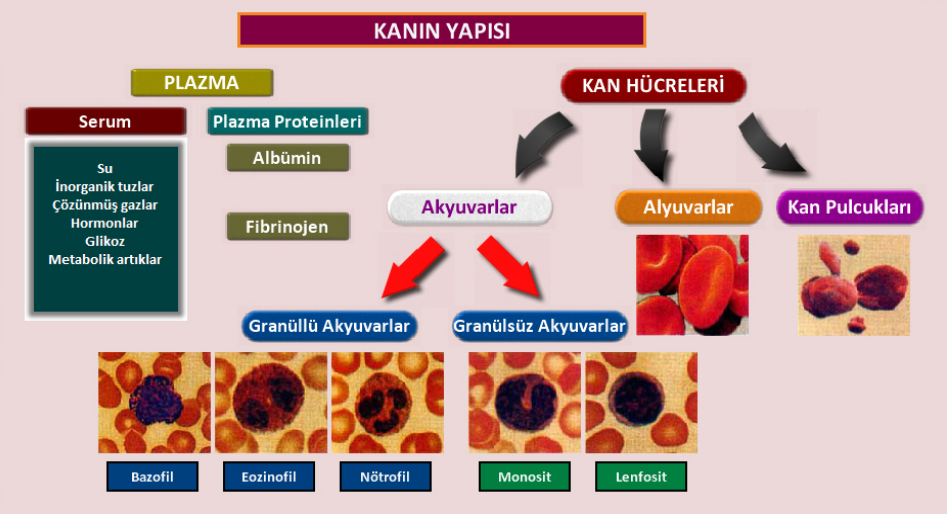 KANIN YAPISI
PLAZMA
KAN HÜCRELERİ
Serum
Plazma Proteinleri
Su
İnorganik tuzlar
Çözünmüş gazlar
Hormonlar
Glikoz
Metabolik artıklar
Albümin
Fibrinojen
Akyuvarlar
Alyuvarlar
Kan Pulcukları
Granüllü Akyuvarlar
Granülsüz Akyuvarlar
Bazofil
Eozinofil
Nötrofil
Monosit
Lenfosit